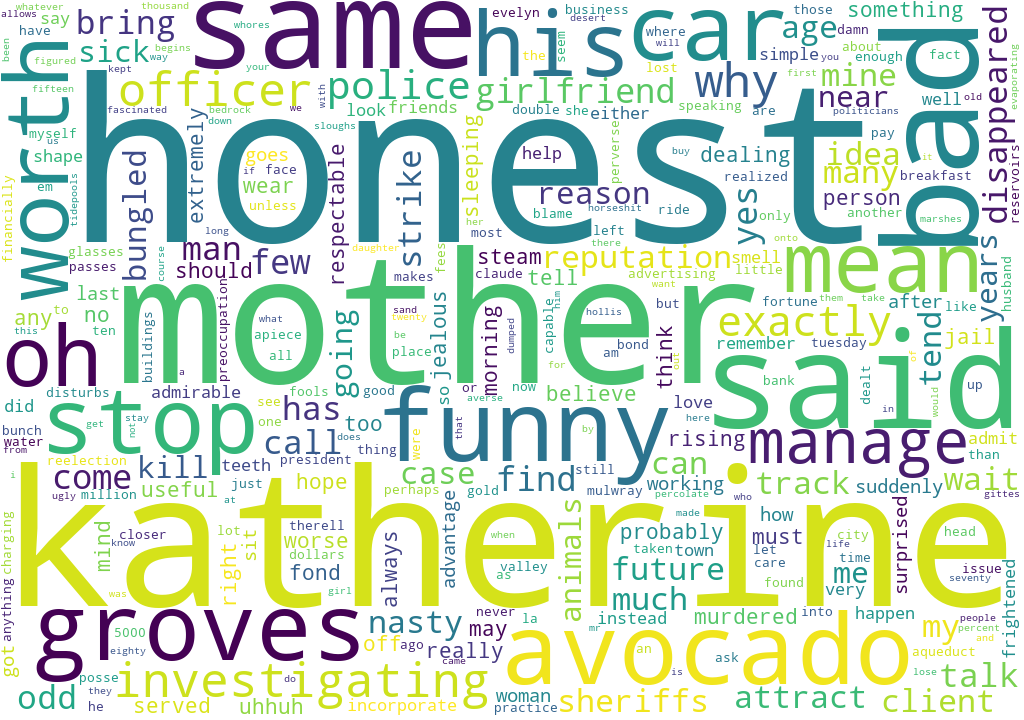 whatever
thousand
whores
evelyn
business
desert
those
been
allows
bring
same
his
car
age
something
disappeared
say
have
where
will
damn
figured
way
begins
your
seem
the
simple
about
you
sick
worth
officer
police
girlfriend
why
mine
enough
fact
lost
are
first
fifteen
kept
fascinated
bedrock
we
with
look
friends
speaking
near
well
old
evaporating
myself
us
down
sloughs
double
she
either
politicians
honest
bad
shape
em
tidepools
extremely
goes
if
face
wear
unless
help
perverse
buy
dealing
realized
idea
many
pay
breakfast
it
reservoirs
financially
bungled
respectable
strike
sleeping
her
reason
yes
person
another
marshes
long
most
blame
horseshit
ride
only
left
there
onto
glasses
passes
course
man
should
few
daughter
steam
reputation
smell
mean
years
husband
makes
claude
advertising
little
want
fees
tell
last
any
to
no
ten
this
buildings
preoccupation
what
sand
twenty
going
be
place
mother
dumped
hollis
him
capable
but
fortune
them
take
after
like
exactly
remember
tuesday
tend
jail
said
oh
a
apiece
all
so
jealous
morning
or
now
bond
am
think
bank
dealt
up
of
would
in
out
for
disturbs
admirable
fools
good
believe
did
stop
get
not
stay
see
one
has
too
funny
love
here
by
manage
admit
than
bunch
water
from
come
reelection
kill
call
does
thing
were
that
averse
rising
i
ugly
million
useful
teeth
president
case
find
still
can
working
track
suddenly
wait
gittes
just
at
hope
perhaps
gold
mulwray
percolate
who
katherine
charging
mind
closer
know
lot
right
sit
therell
worse
dollars
fond
always
advantage
when
valley
as
animals
probably
taken
town
made
how
must
let
care
life
city
time
me
very
head
issue
seventy
surprised
anything
got
was
girl
future
found
groves
5000
eighty
nasty
off
ago
may
really
never
came
la
mr
much
instead
murdered
into
happen
people
percent
and
frightened
avocado
an
is
ask
my
aqueduct
lose
odd
posse
they
he
investigating
do
served
uhhuh
incorporate
woman
practice
sheriffs
attract
client
talk